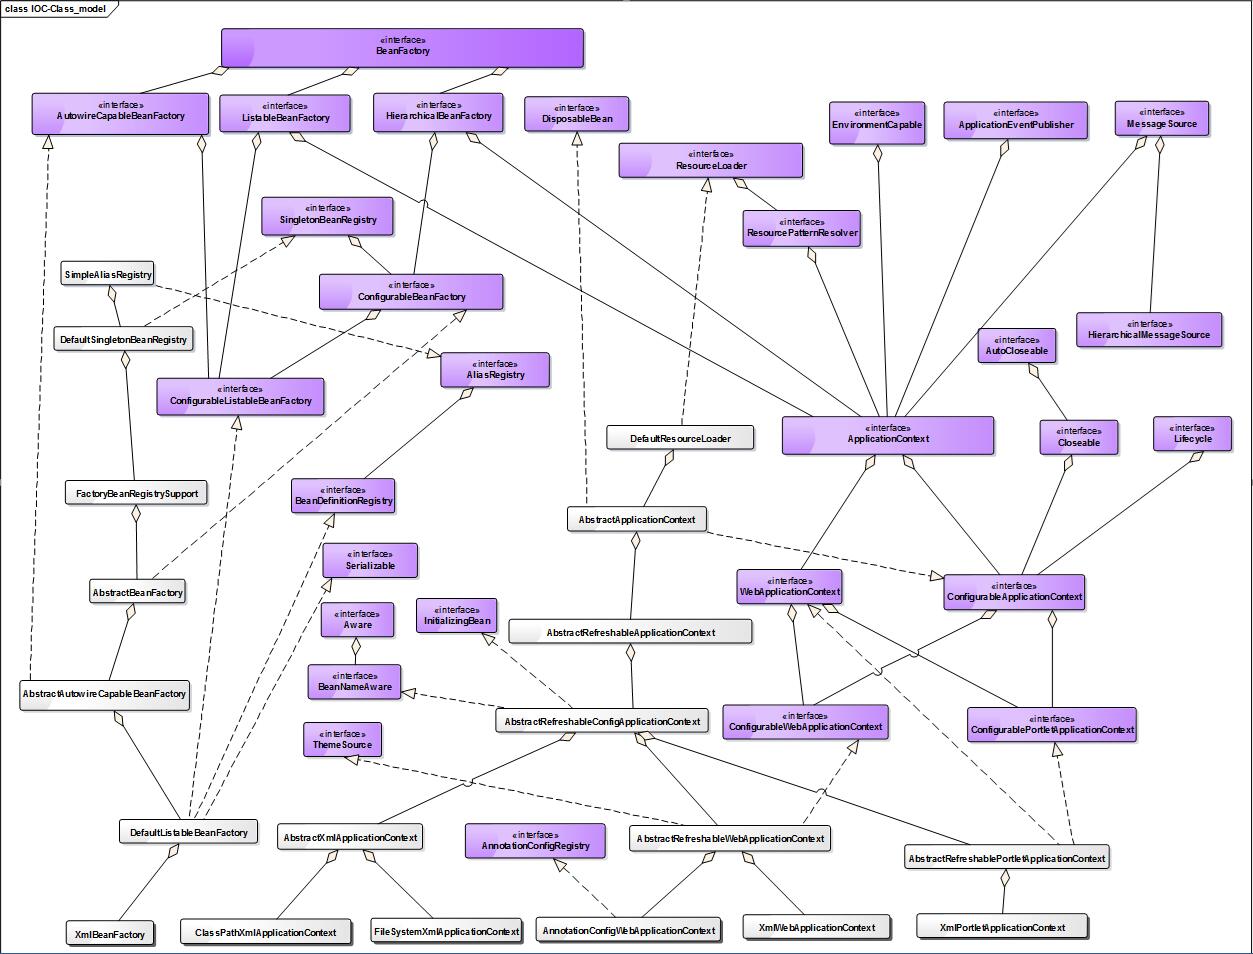 class IOC-Class_model
«interface»
BeanFactory
«interface»
AutowireCapableBeanFactory
«interface»
ListableBeanFactory
«interface»
HierarchicalBeanFactory
«interface»
DisposableBean
«interface»
EnvironmentCapable
«interface»
ApplicationEventPublisher
«interface»
MessageSource
«interface»
ResourceLoader
«interface»
SingletonBeanRegistry
«interface»
ResourcePatternResolver
SimpleAliasRegistry
«interface»
ConfigurableBeanFactory
DefaultSingletonBeanRegistry
«interface»
HierarchicalMessageSource
«interface»
AutoCloseable
«interface»
AliasRegistry
«interface»
ConfigurableListableBeanFactory
DefaultResourceLoader
«interface»
ApplicationContext
«interface»
Closeable
«interface»
Lifecycle
FactoryBeanRegistrySupport
«interface»
BeanDefinitionRegistry
AbstractApplicationContext
«interface»
Serializable
AbstractBeanFactory
«interface»
WebApplicationContext
«interface»
ConfigurableApplicationContext
«interface»
Aware
«interface»
InitializingBean
AbstractRefreshableApplicationContext
AbstractAutowireCapableBeanFactory
«interface»
BeanNameAware
AbstractRefreshableConfigApplicationContext
«interface»
ConfigurableWebApplicationContext
«interface»
ConfigurablePortletApplicationContext
«interface»
ThemeSource
DefaultListableBeanFactory
AbstractXmlApplicationContext
«interface»
AnnotationConfigRegistry
AbstractRefreshableWebApplicationContext
AbstractRefreshablePortletApplicationContext
XmlBeanFactory
ClassPathXmlApplicationContext
FileSystemXmlApplicationContext
AnnotationConfigWebApplicationContext
XmlWebApplicationContext
XmlPortletApplicationContext